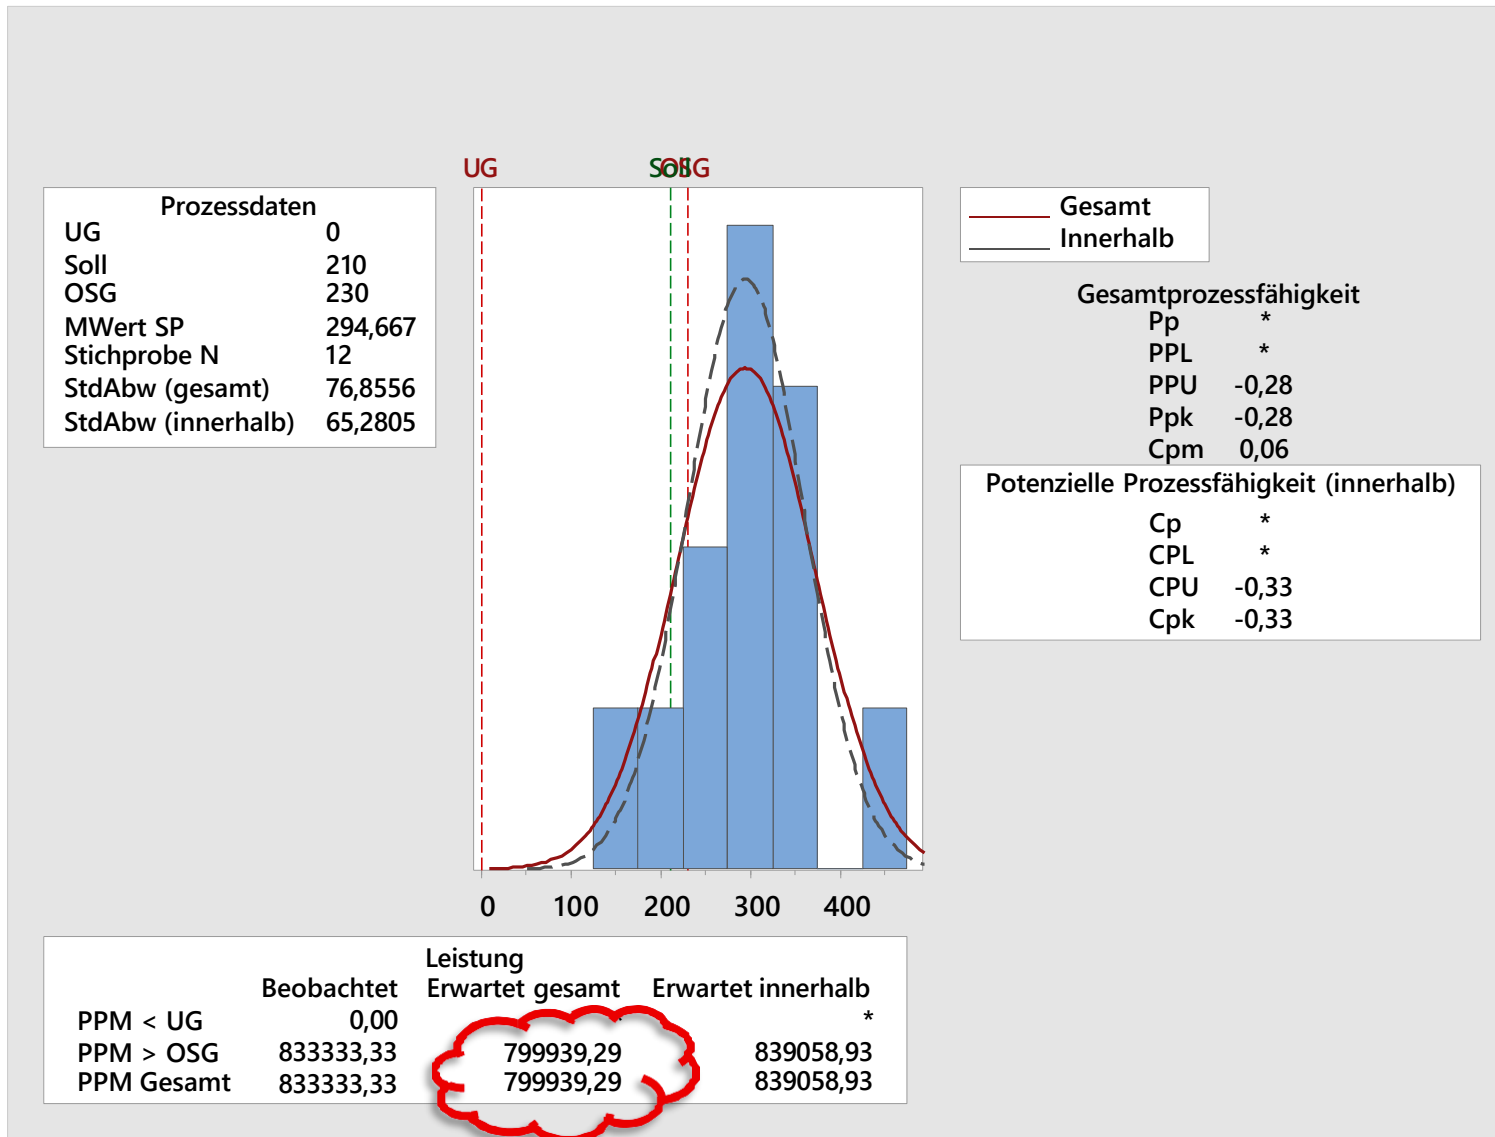 UG Soll OSG
Prozessdaten
UG 0
Soll 210
OSG 230
MWert SP 294,667
Stichprobe N 12
StdAbw (gesamt) 76,8556
StdAbw (innerhalb) 65,2805
Gesamt
Innerhalb
Gesamtprozessfähigkeit
Pp *
PPL *
PPU -0,28
Ppk -0,28
Cpm 0,06
Potenzielle Prozessfähigkeit (innerhalb)
Cp *
CPL *
CPU -0,33
Cpk -0,33
0 100 200 300 400
Leistung
Beobachtet Erwartet gesamt Erwartet innerhalb
PPM < UG 0,00 * *
PPM > OSG 833333,33 799939,29 839058,93
PPM Gesamt 833333,33 799939,29 839058,93